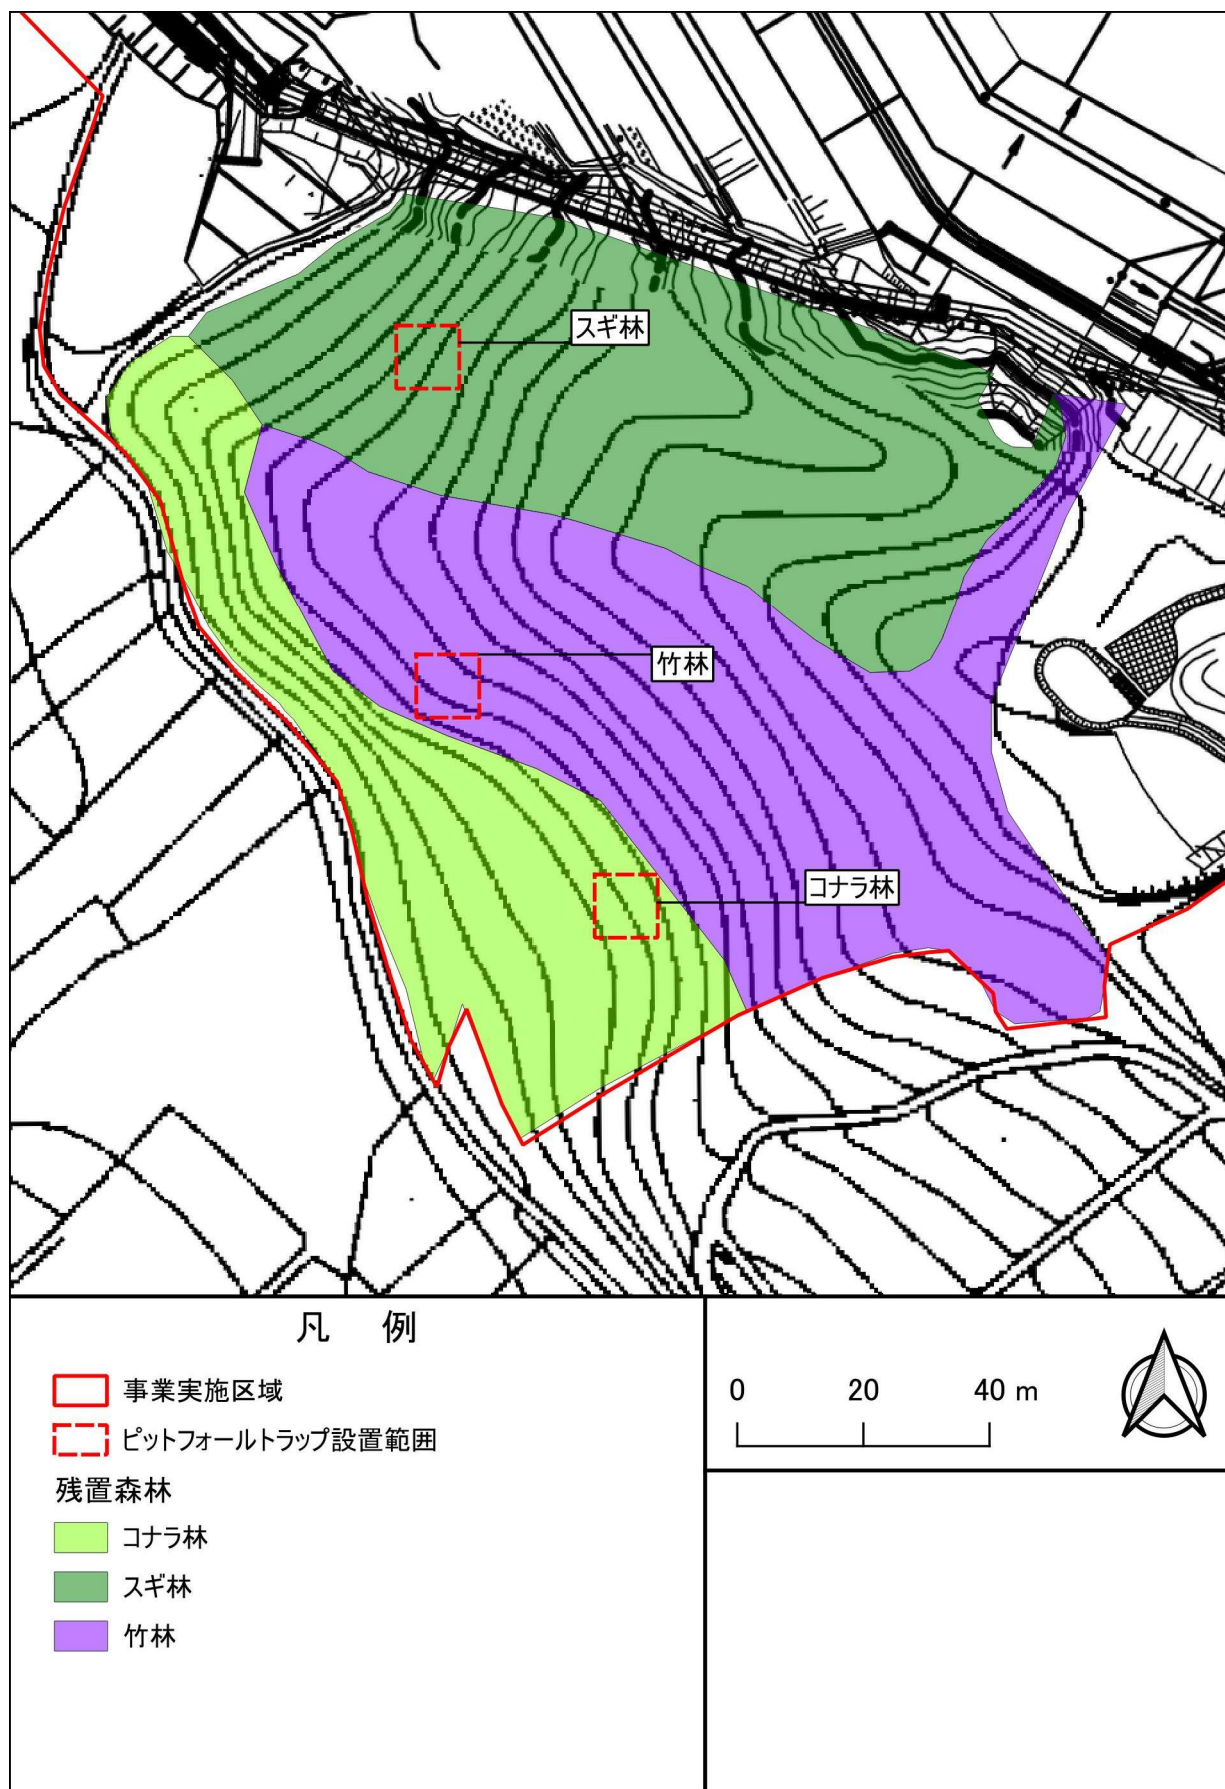 スギ林
竹林
コナラ林
凡 例
事業実施区域
ピットフォールトラップ設置範囲
残置森林
コナラ林
スギ林
竹林
0 20 40 m